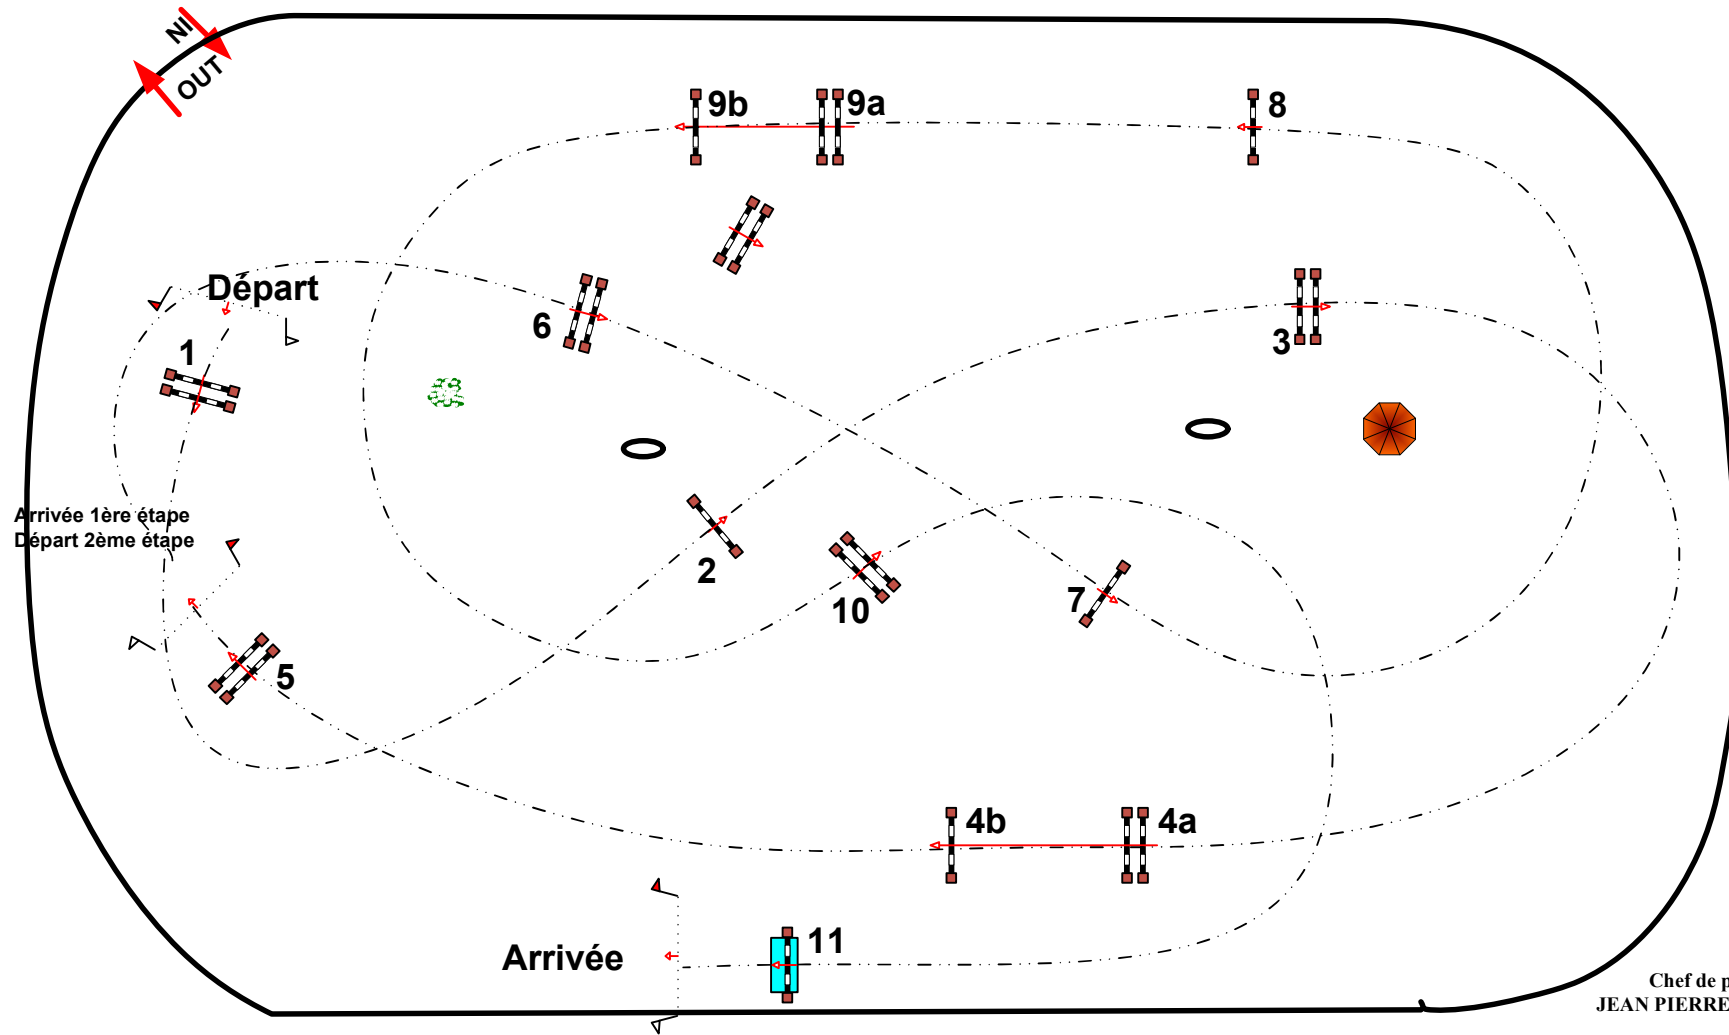 IN
OUT
9b
9a
8
Départ
1
6
3
Arrivée 1ère étape
Départ 2ème étape
2
10
7
5
4b
4a
Arrivée
11
Chef de p
JEAN PIERRE